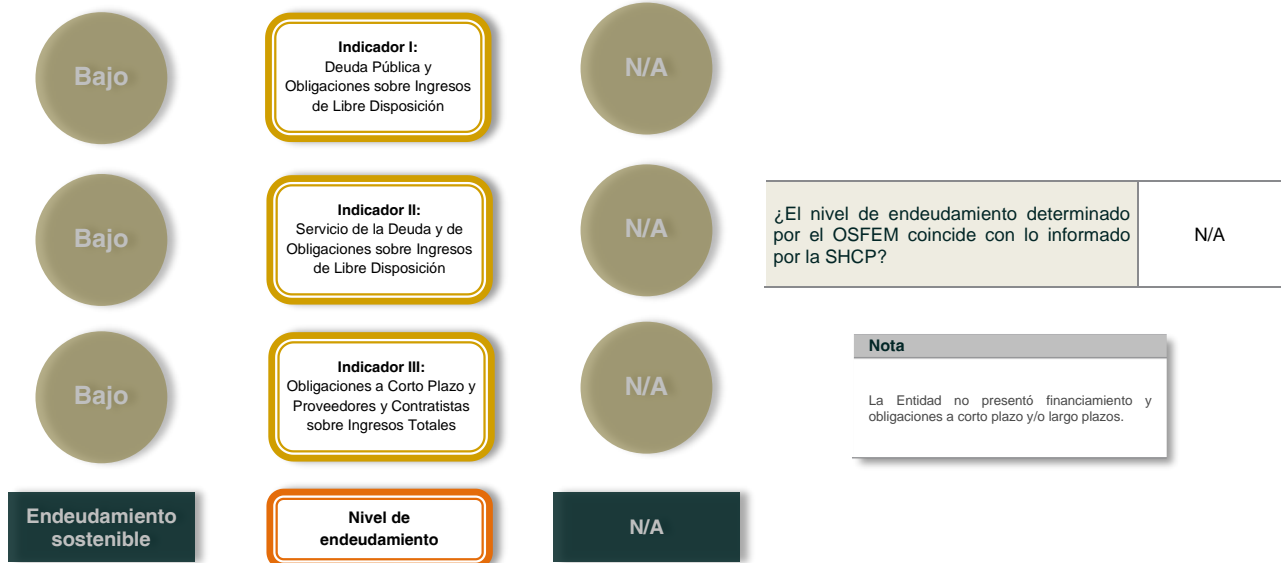 Bajo
Indicador I:
Deuda Pública y
Obligaciones sobre Ingresos
de Libre Disposición
N/A
Bajo
Indicador II:
Servicio de la Deuda y de
Obligaciones sobre Ingresos
de Libre Disposición
N/A
¿El nivel de endeudamiento determinado
por el OSFEM coincide con lo informado
por la SHCP?
N/A
Bajo
Indicador III:
Obligaciones a Corto Plazo y
Proveedores y Contratistas
sobre Ingresos Totales
N/A
Nota
La Entidad no presentó financiamiento y
obligaciones a corto plazo y/o largo plazos.
Endeudamiento
sostenible
Nivel de
endeudamiento
N/A